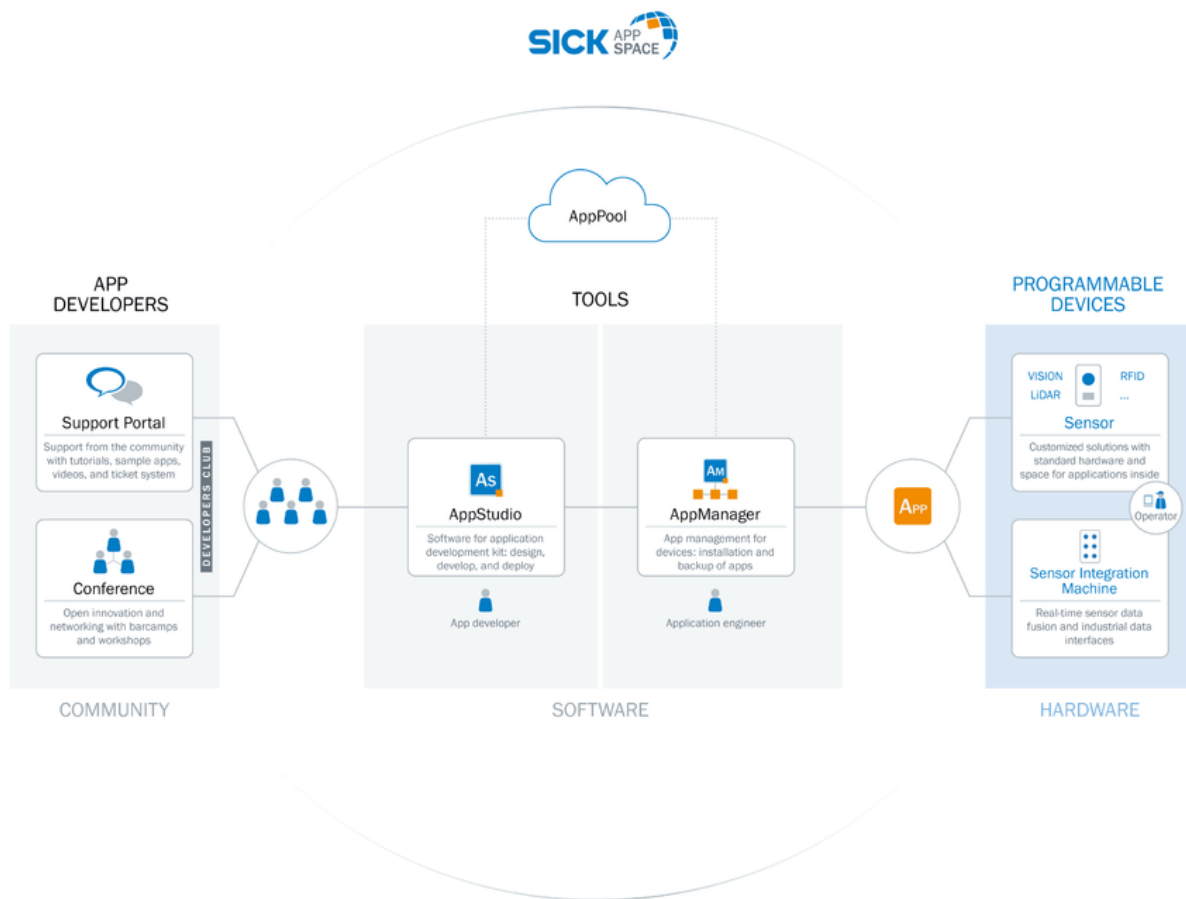 SICK APP
SPACE
AppPool
APP
DEVELOPERS
TOOLS
PROGRAMMABLE
DEVICES
Support Portal
Support from the community
with tutorials, sample apps,
videos, and ticket system
Conference
Open innovation and
networking with barcamps
and workshops
DEVELOPERS CLUB
As
AppStudio
Software for application
development kit: design,
develop, and deploy
App developer
AM
AppManager
App management for
devices: installation and
backup of apps
Application engineer
APP
VISION
RFID
LiDAR
...
Sensor
Customized solutions with
standard hardware and
space for applications inside
Operator
Sensor Integration
Machine
Real-time sensor data
fusion and industrial data
interfaces
COMMUNITY
SOFTWARE
HARDWARE